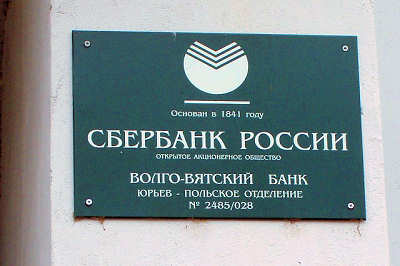 Основан в 1841 году
СБЕРБАНК РОССИИ
ОТКРЫТОЕ АКЦИОНЕРНОЕ ОБЩЕСТВО
ВОЛГО-ВЯТСКИЙ БАНК
ЮРЬЕВ - ПОЛЬСКОЕ ОТДЕЛЕНИЕ
№ 2485/028